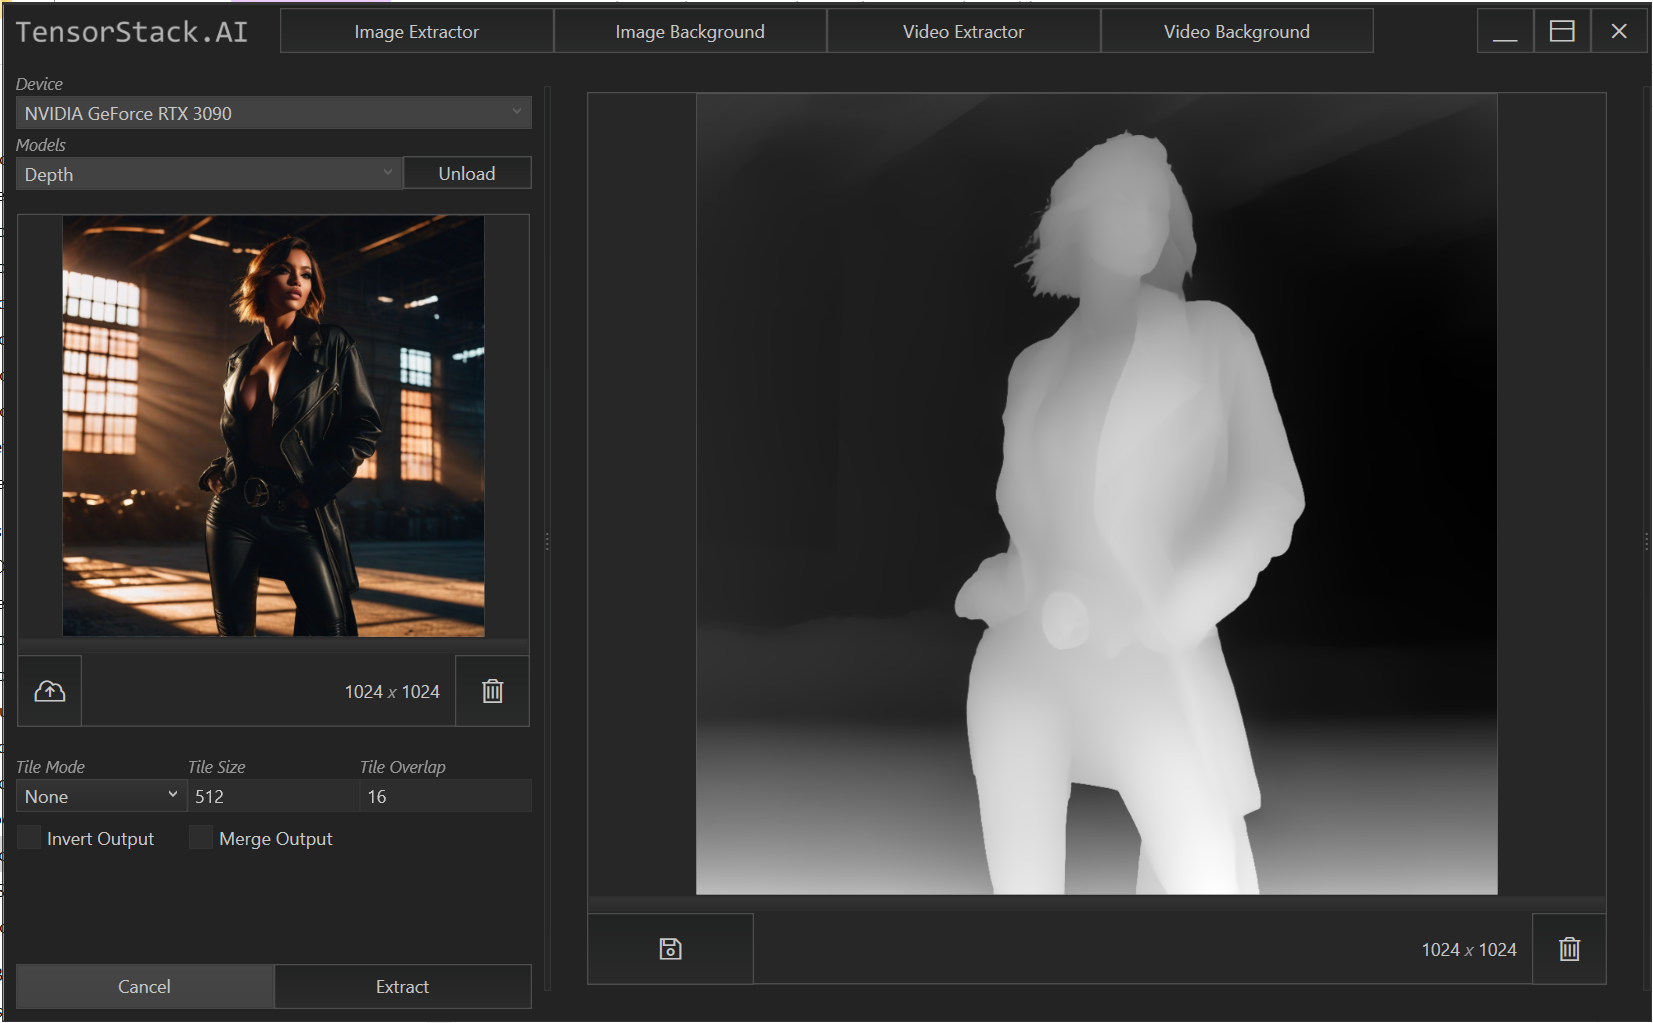 TensorStack.AI
Image Extractor
Image Background
Video Extractor
Video Background
Device
NVIDIA GeForce RTX 3090
Models
Depth
Unload
1024 x 1024
Tile Mode
Tile Size
Tile Overlap
None
512
16
Invert Output
Merge Output
Cancel
Extract
1024 x 1024